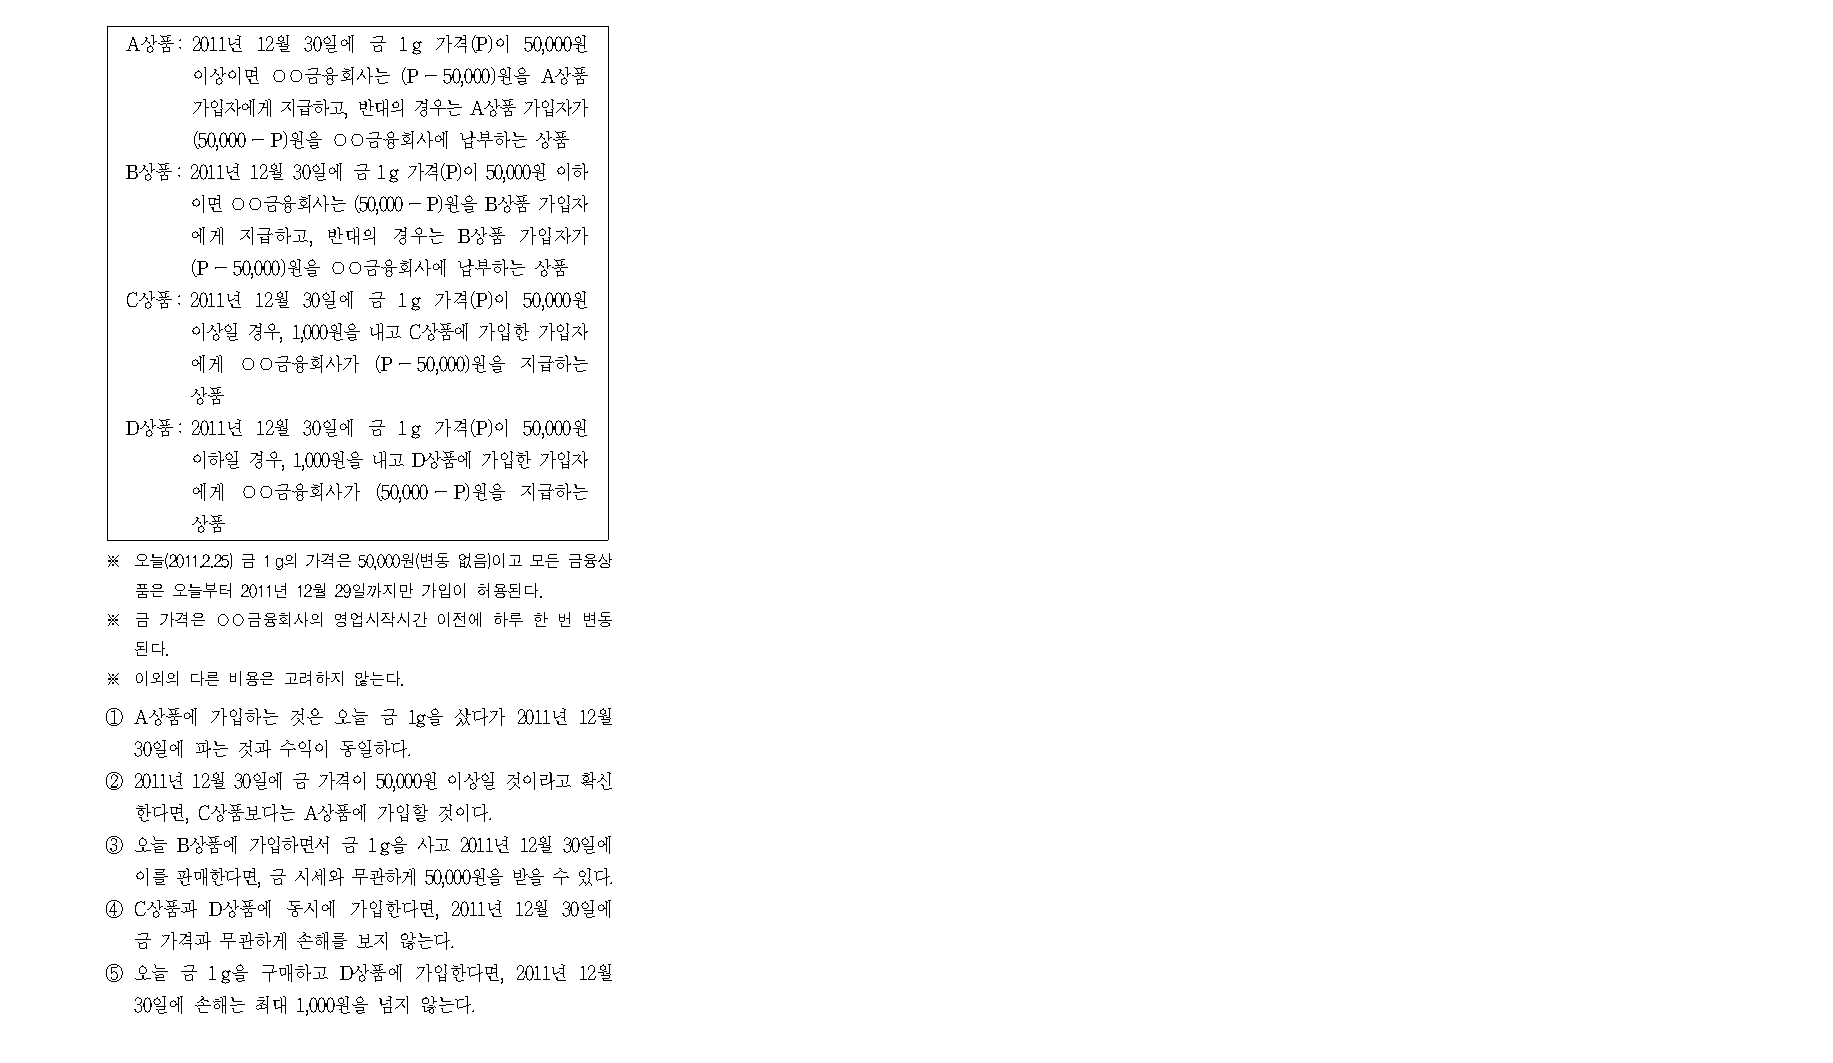 A상품 : 2011년 12월 30일에 금 1g 가격(P)이 50,000원
이상이면 ○○금융회사는 (P－50,000)원을 A상품
가입자에게 지급하고, 반대의 경우는 A상품 가입자가
(50,000－P)원을 ○○금융회사에 납부하는 상품
B상품 : 2011년 12월 30일에 금 1g 가격(P)이 50,000원 이하
이면 ○○금융회사는 (50,000－P)원을 B상품 가입자
에게 지급하고, 반대의 경우는 B상품 가입자가
(P－50,000)원을 ○○금융회사에 납부하는 상품
C상품 : 2011년 12월 30일에 금 1g 가격(P)이 50,000원
이상일 경우, 1,000원을 내고 C상품에 가입한 가입자
에게 ○○금융회사가 (P－50,000)원을 지급하는
상품
D상품 : 2011년 12월 30일에 금 1g 가격(P)이 50,000원
이하일 경우, 1,000원을 내고 D상품에 가입한 가입자
에게 ○○금융회사가 (50,000－P)원을 지급하는
상품
※ 오늘(2011.2.25) 금 1g의 가격은 50,000원(변동 없음)이고 모든 금융상
품은 오늘부터 2011년 12월 29일까지만 가입이 허용된다.
※ 금 가격은 ○○금융회사의 영업시작시간 이전에 하루 한 번 변동
된다.
※ 이외의 다른 비용은 고려하지 않는다.
① A상품에 가입하는 것은 오늘 금 1g을 샀다가 2011년 12월
30일에 파는 것과 수익이 동일하다.
② 2011년 12월 30일에 금 가격이 50,000원 이상일 것이라고 확신
한다면, C상품보다는 A상품에 가입할 것이다.
③ 오늘 B상품에 가입하면서 금 1g을 사고 2011년 12월 30일에
이를 판매한다면, 금 시세와 무관하게 50,000원을 받을 수 있다.
④ C상품과 D상품에 동시에 가입한다면, 2011년 12월 30일에
금 가격과 무관하게 손해를 보지 않는다.
⑤ 오늘 금 1g을 구매하고 D상품에 가입한다면, 2011년 12월
30일에 손해는 최대 1,000원을 넘지 않는다.